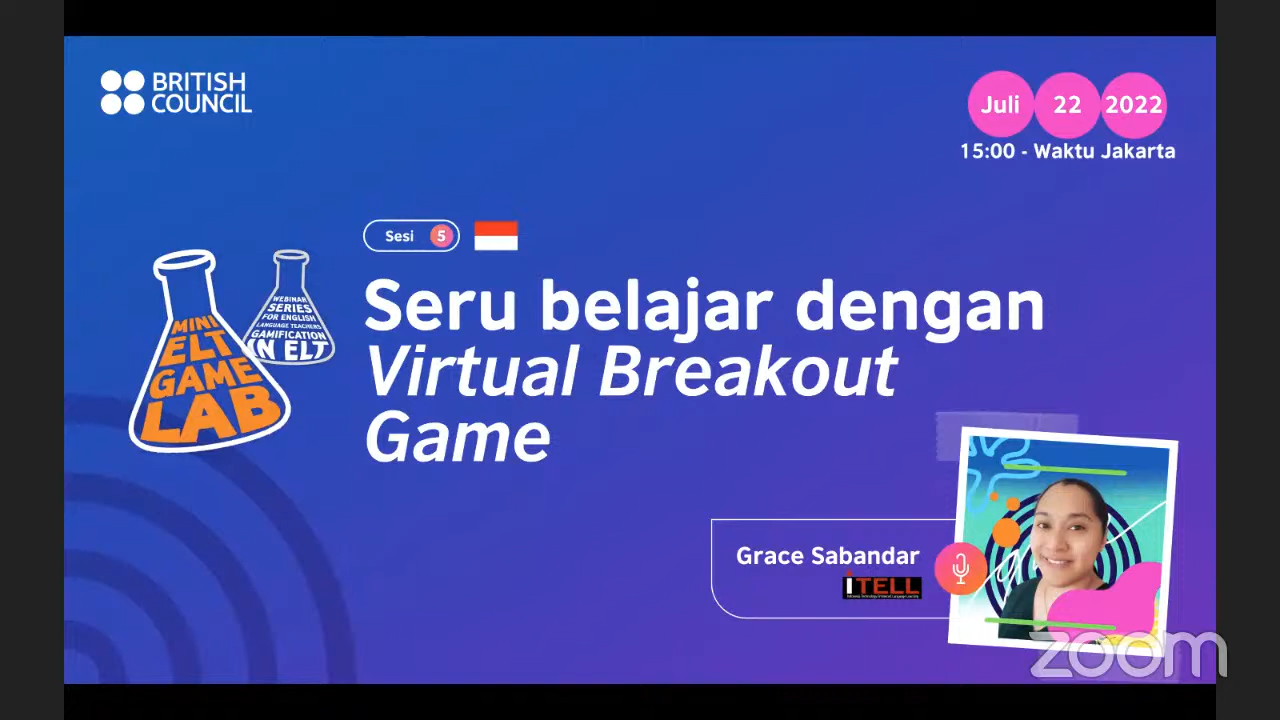 BRITISH
COUNCIL
Juli 22 2022
15:00 - Waktu Jakarta
Sesi 5
Seru belajar dengan
Virtual Breakout
Game
MINI
ELT
GAME
LAB
WEBINAR
SERIES
FOR ENGLISH
LANGUAGE TEACHERS
GAMIFICATION
IN ELT
Grace Sabandar
iTELL
zoom